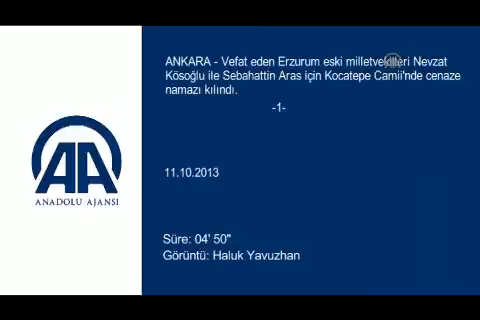 ANKARA - Vefat eden Erzurum eski milletvekilleri Nevzat
Kösoğlu ile Sebahattin Aras için Kocatepe Camii'nde cenaze
namazı kılındı.
-1-
AA
ANADOLU AJANSI
11.10.2013
Süre: 04' 50"
Görüntü: Haluk Yavuzhan